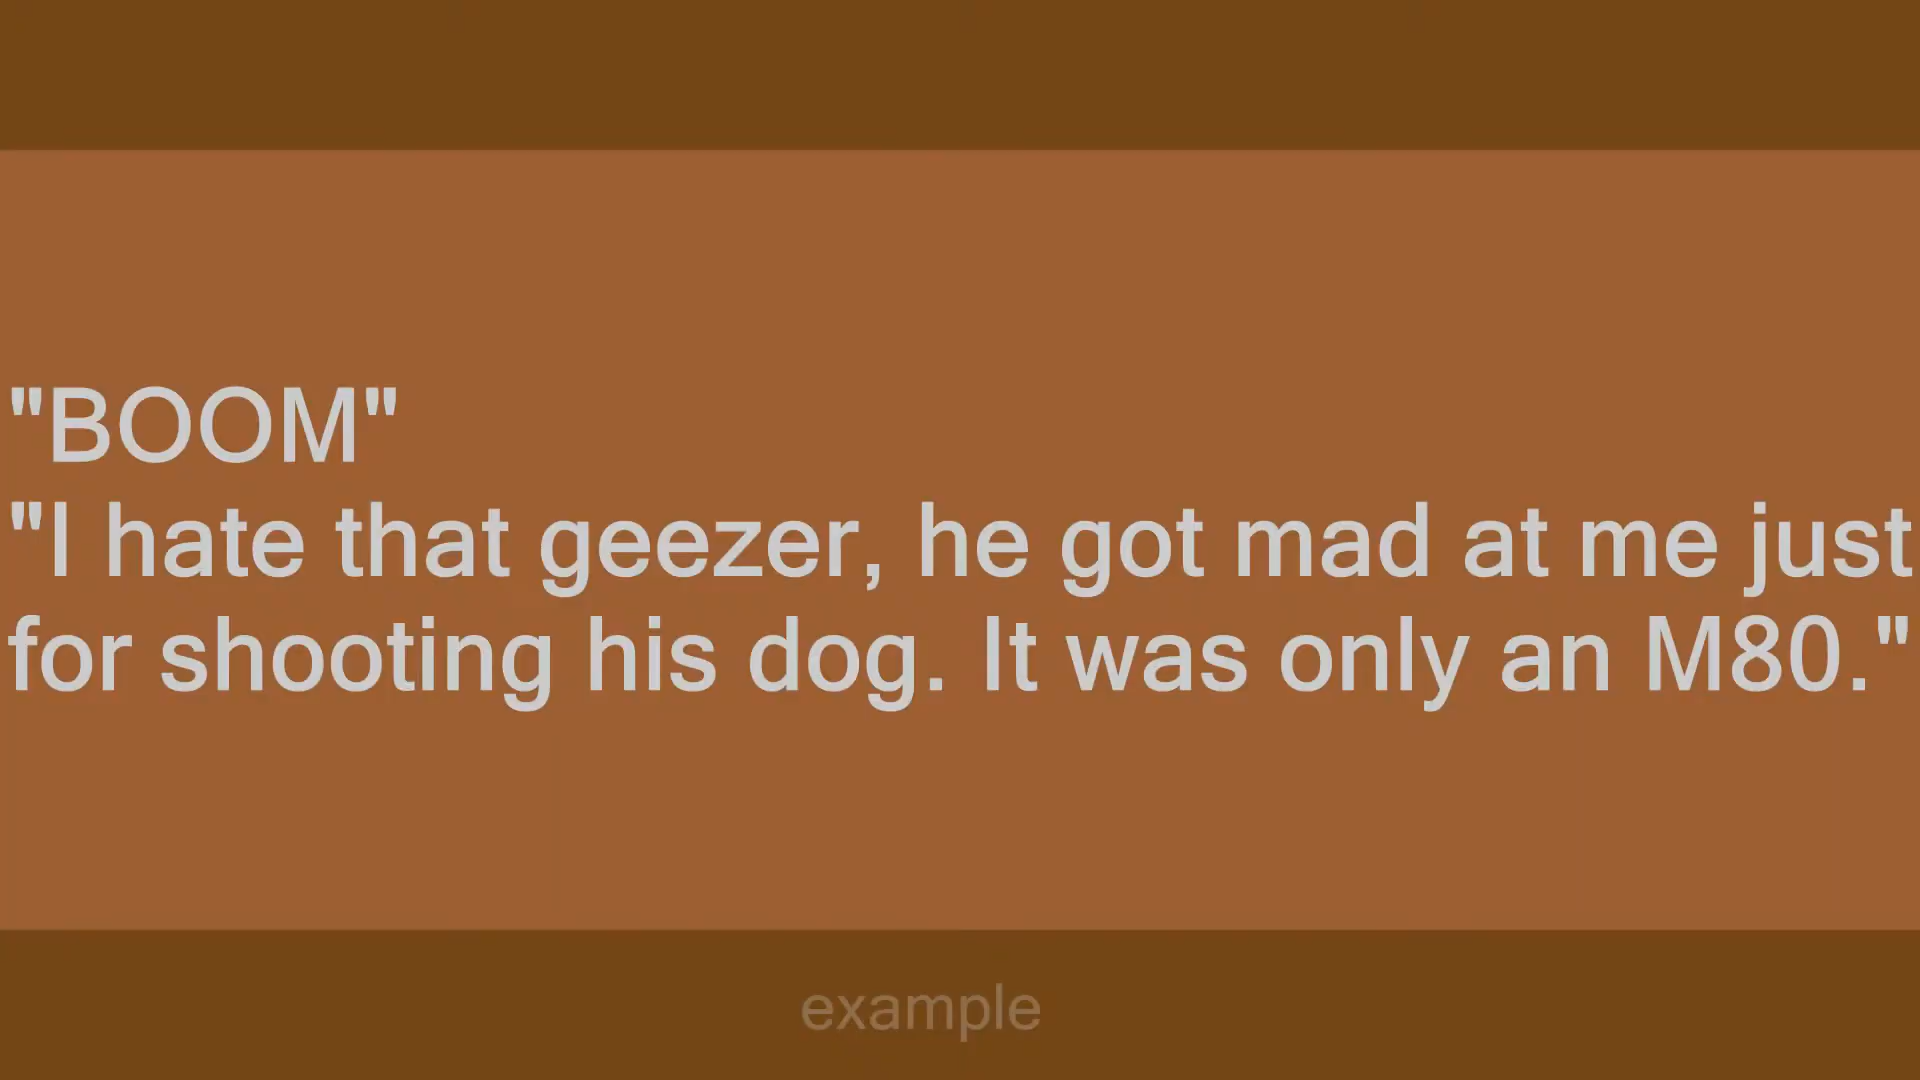 "BOOM"
"I hate that geezer, he got mad at me just
for shooting his dog. It was only an M80."
example